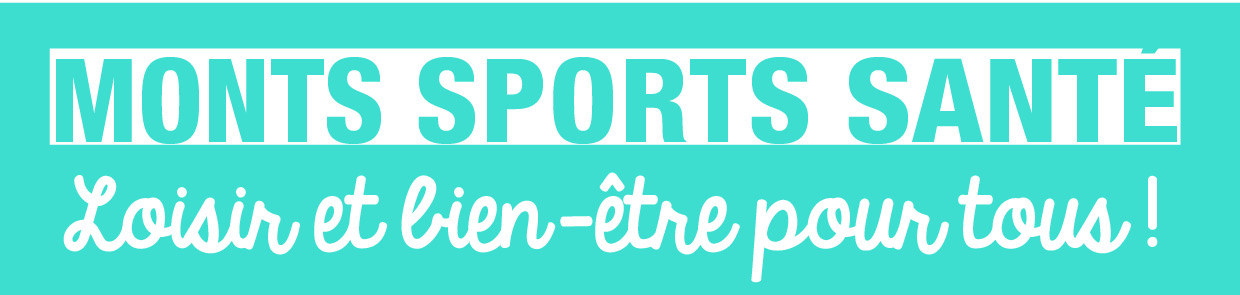 MONTS SPORTS SANTÉ
Loisir et bien-être pour tous !